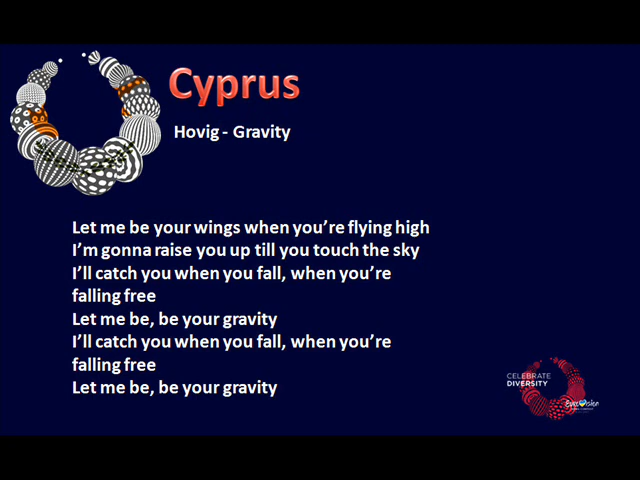 Cyprus
Hovig - Gravity
Let me be your wings when you’re flying high
I’m gonna raise you up till you touch the sky
I’ll catch you when you fall, when you’re
falling free
Let me be, be your gravity
I’ll catch you when you fall, when you’re
falling free
Let me be, be your gravity
CELEBRATE
DIVERSITY
Eurovision